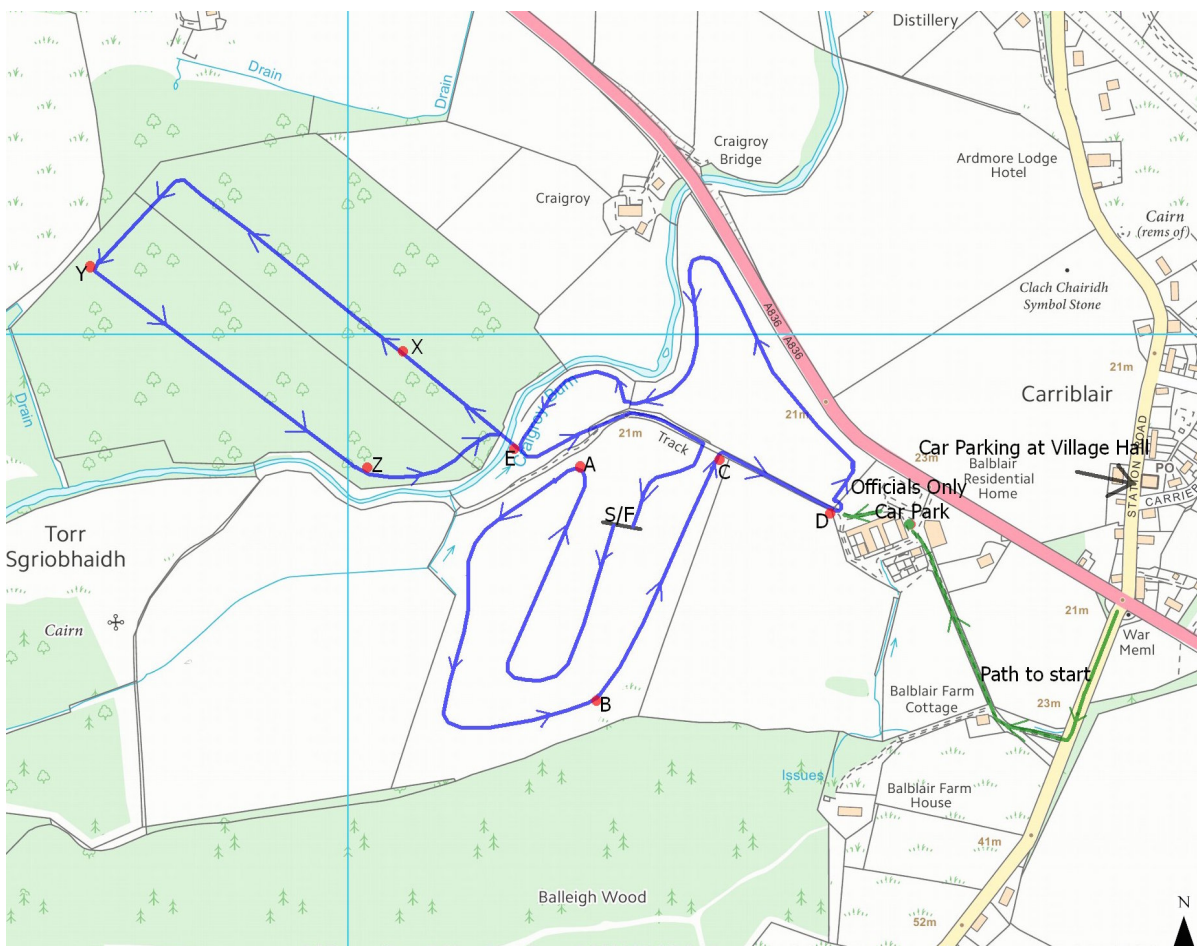 Distillery
Drain
Drain
Craigroy
Bridge
Ardmore Lodge
Hotel
Craigroy
Cairn
(rems of)
Y
Clach Chairidh
Symbol Stone
A836
A836
X
21m
Carriblair
Drain
21m
Craigroy Burn
21m
Track
STATION ROAD
Car Parking at Village Hall
23m
Balblair
Residential
Home
PO
CARRIEB
E
A
Z
C
Officials Only
Car Park
S/F
D
Torr
Sgriobhaidh
Cairn
21m
War
Meml
Path to start
B
Balblair Farm
Cottage
23m
Issues
Balblair Farm
House
41m
Balleigh Wood
N
52m